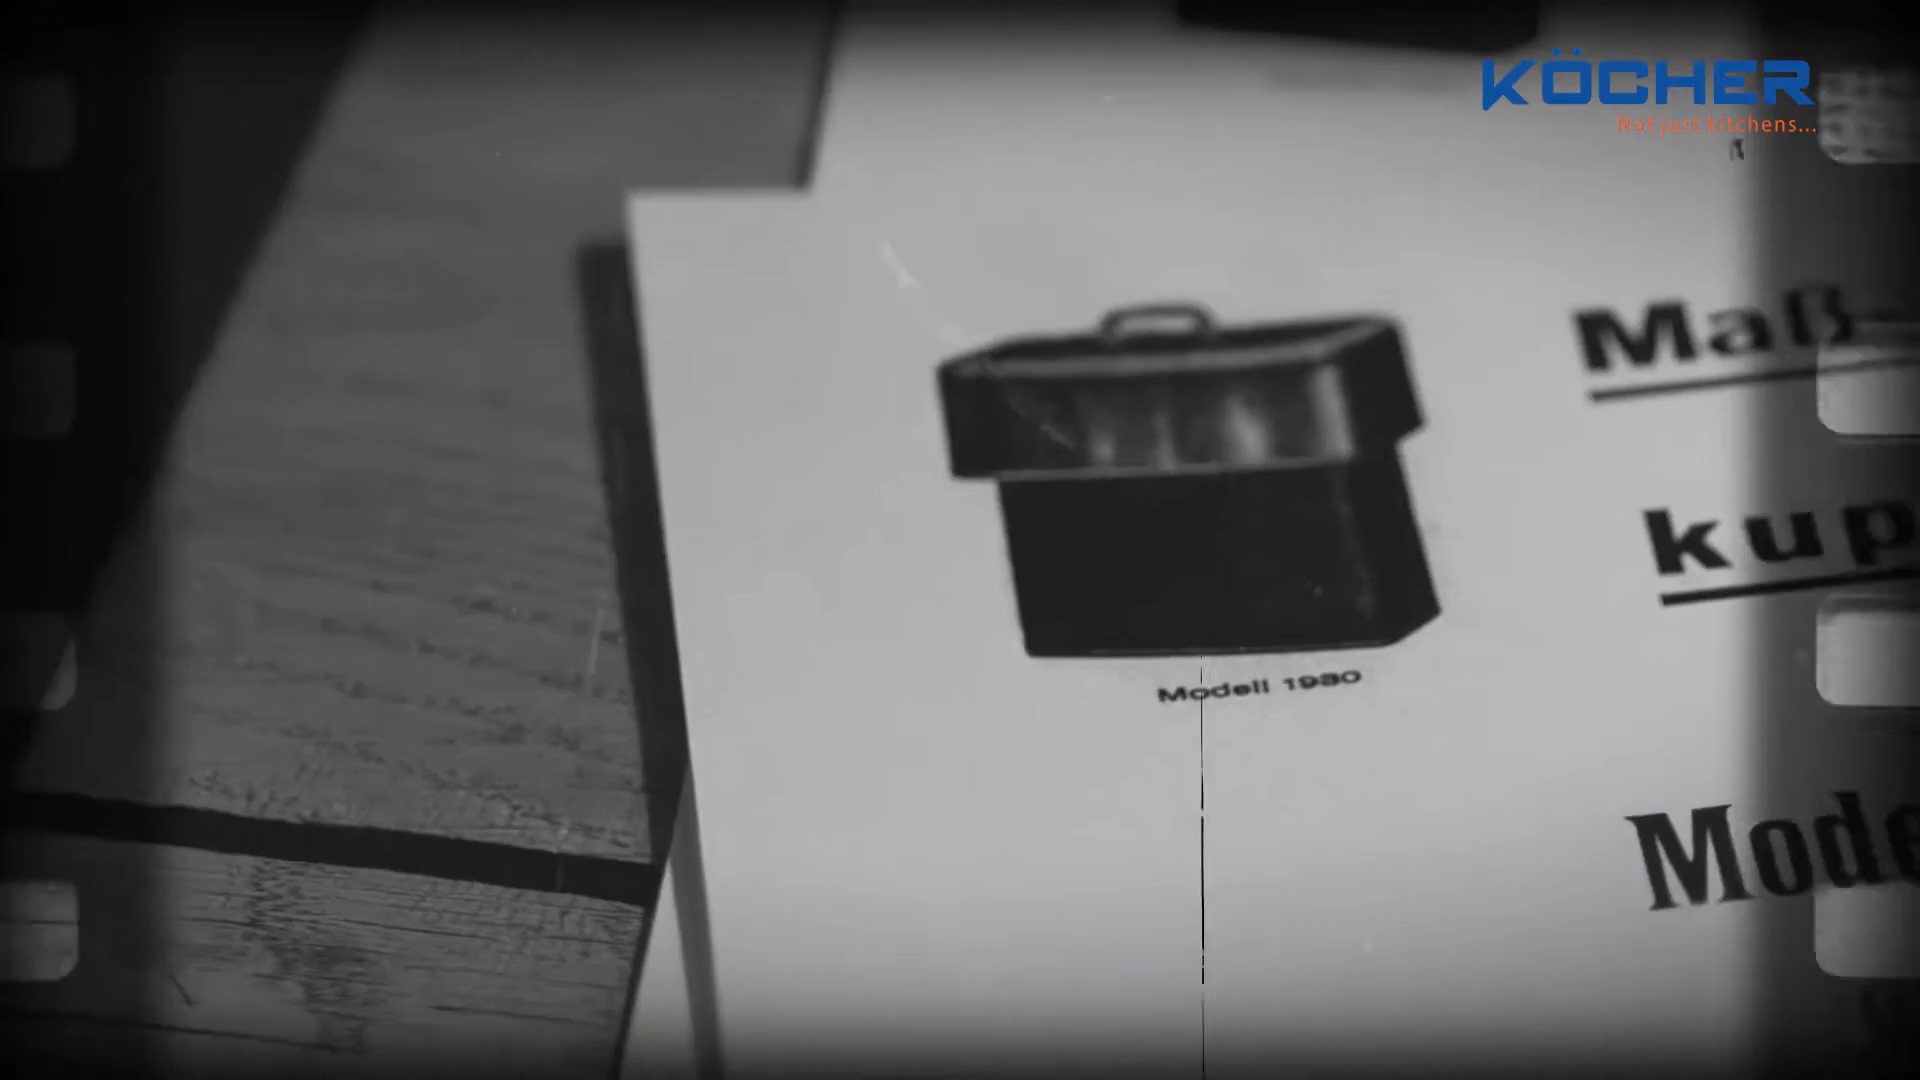 KÖCHER
Not just kitchens...
Maß-
kup
Modell 1930
Mode